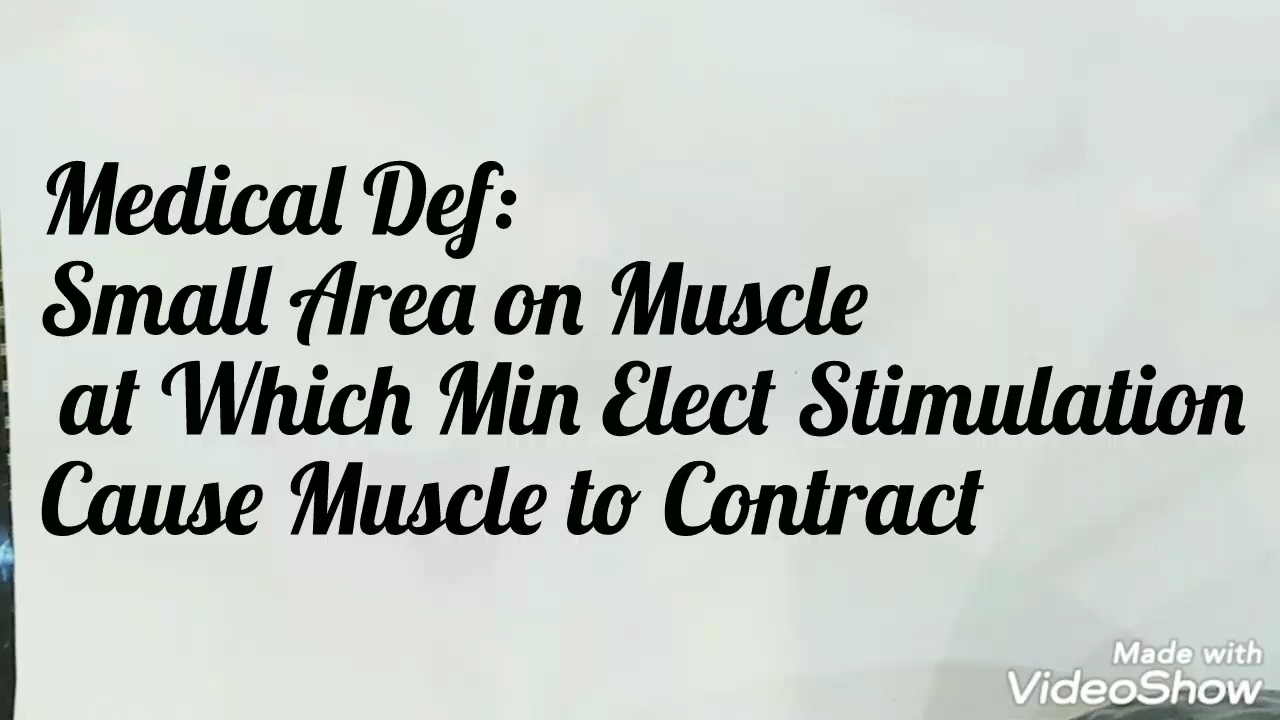 Medical Def:
Small Area on Muscle
at Which Min Elect Stimulation
Cause Muscle to Contract
Made with
VideoShow